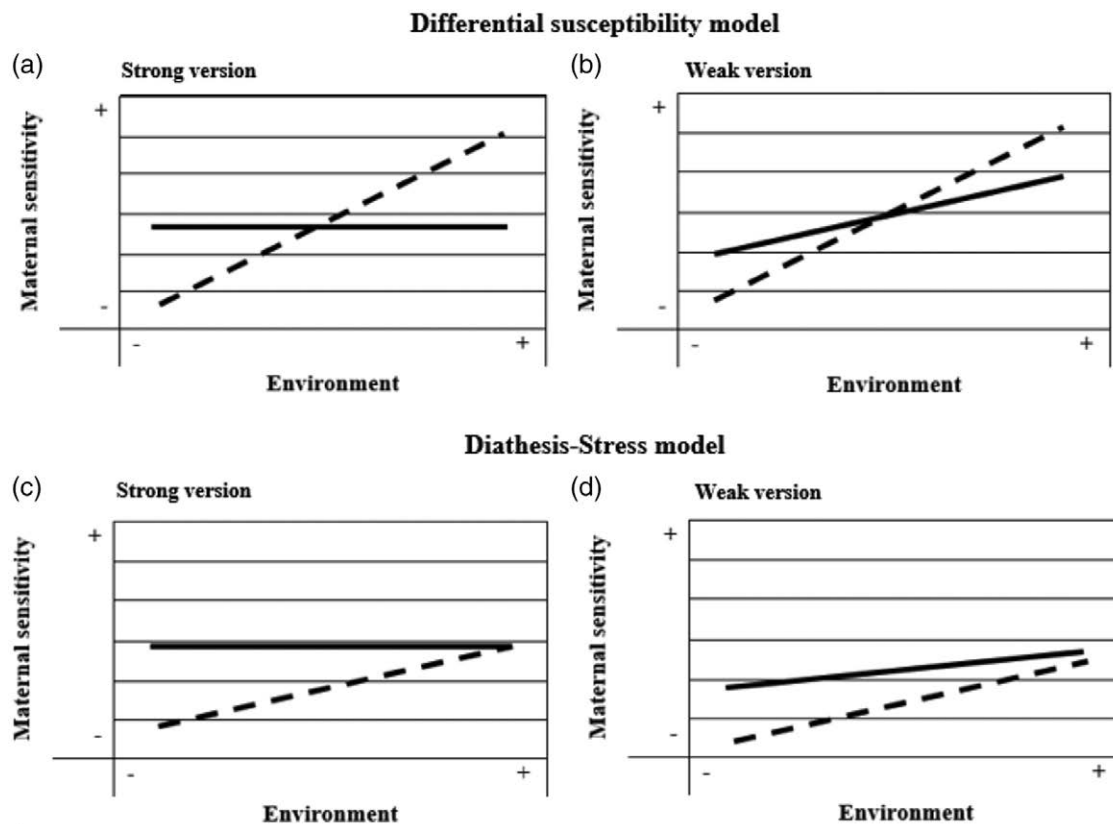 Differential susceptibility model
(a)
Strong version
+
Maternal sensitivity
-
-
+
Environment
(b)
Weak version
+
Maternal sensitivity
-
-
+
Environment
Diathesis-Stress model
(c)
Strong version
+
Maternal sensitivity
-
-
+
Environment
(d)
Weak version
+
Maternal sensitivity
-
-
+
Environment